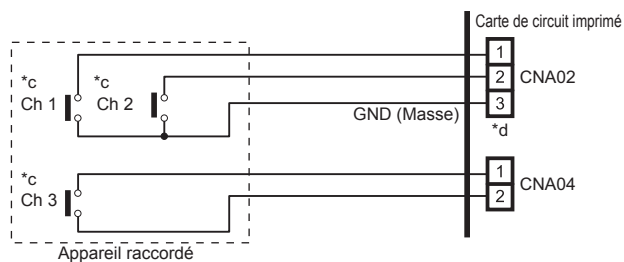 Carte de circuit imprimé
1
*c
*c
2
CNA02
Ch 1
Ch 2
3
GND (Masse)
*d
*c
1
CNA04
Ch 3
2
Appareil raccordé